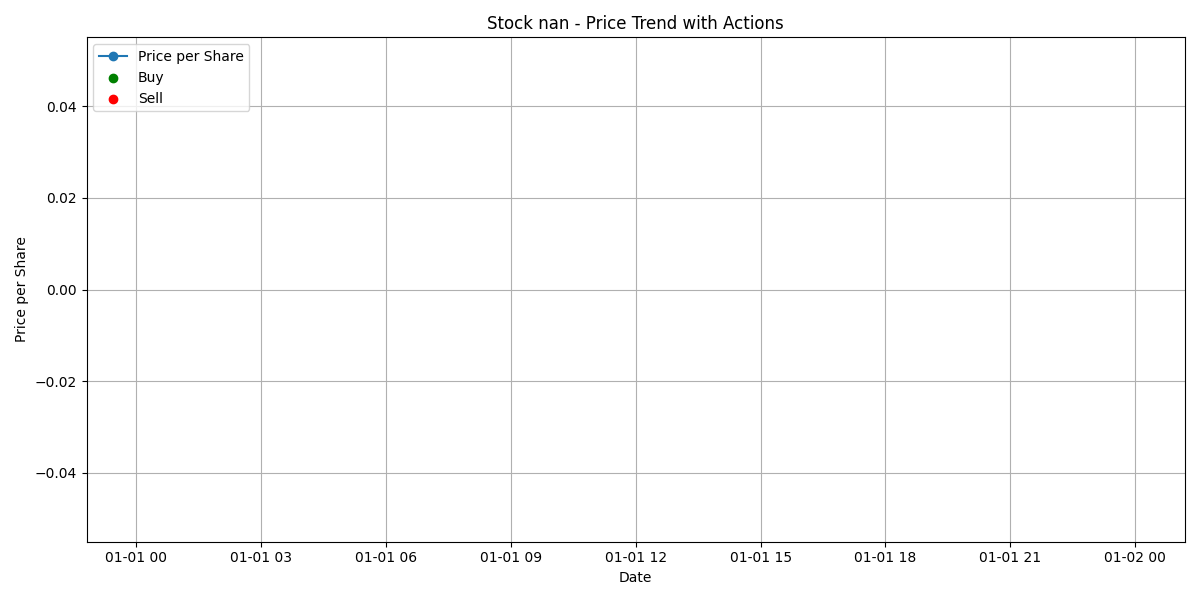 Stock nan - Price Trend with Actions
Price per Share
Buy
Sell
Price per Share
0.04
0.02
0.00
−0.02
−0.04
01-01 00 01-01 03 01-01 06 01-01 09 01-01 12 01-01 15 01-01 18 01-01 21 01-02 00
Date